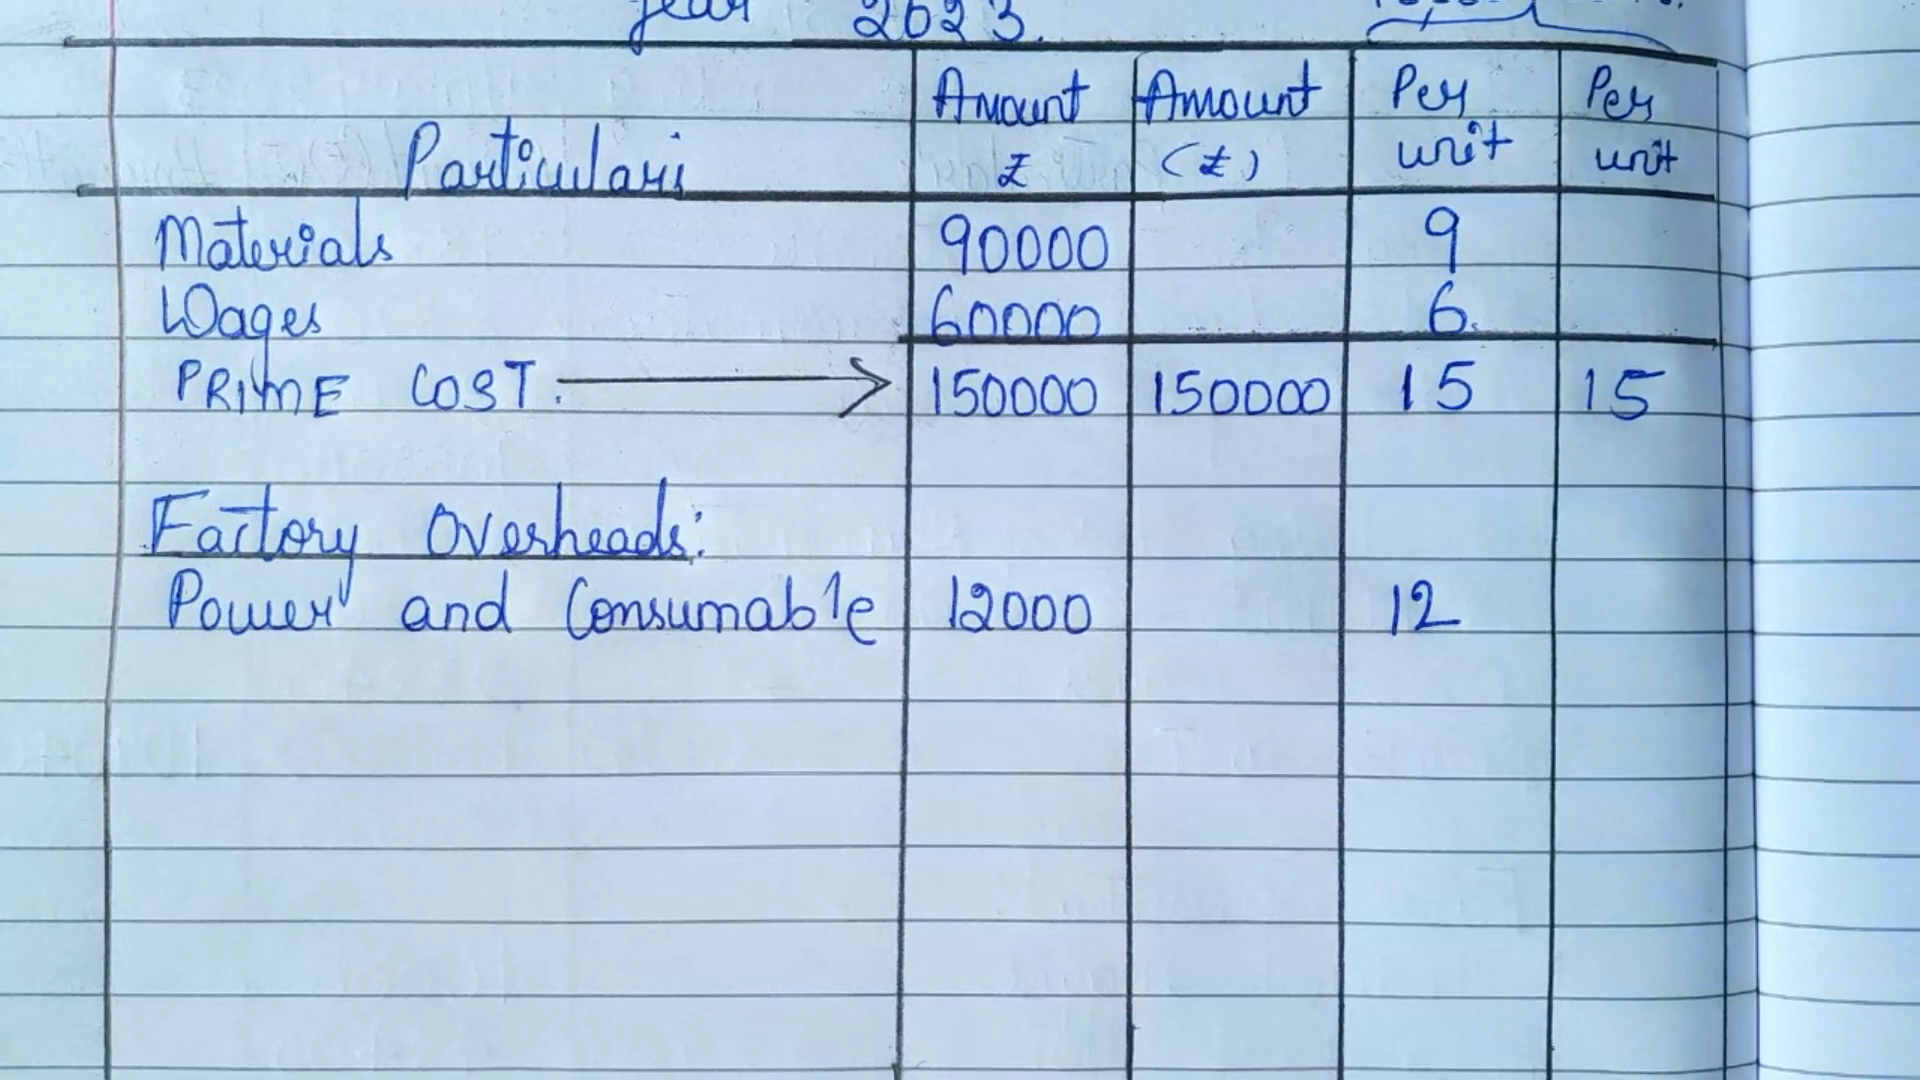 year 2023.
Particulars Amount ₹ Amount (₹) Per unit Per unit
Materials 90000 9
Wages 60000 6.
PRIME COST. → 150000 150000 15 15
Factory Overheads:
Power and Consumable 12000 12